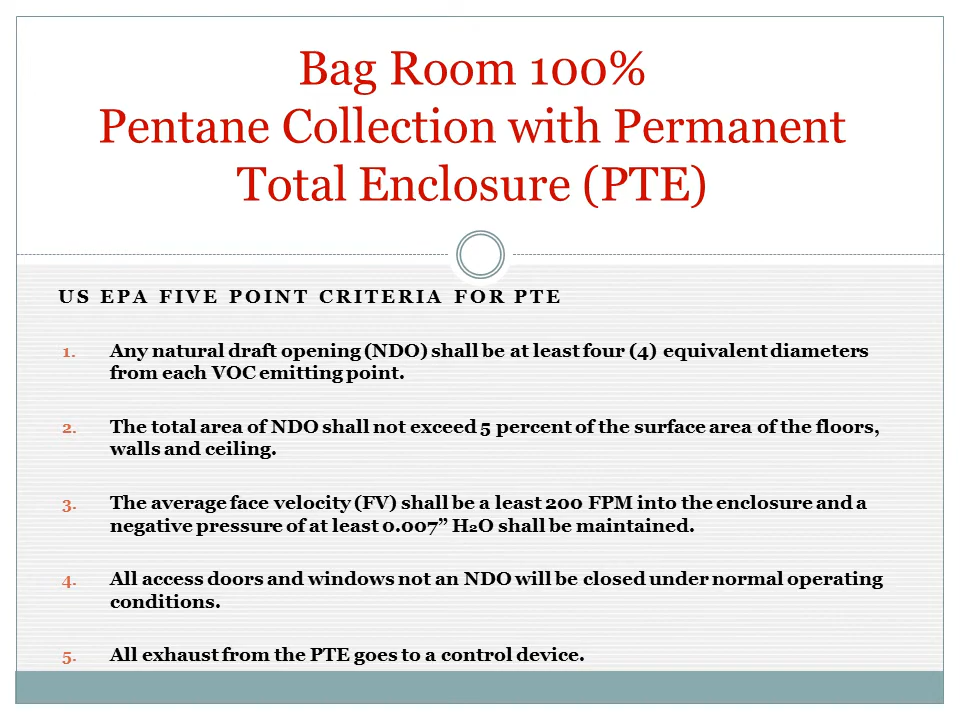 Bag Room 100%
Pentane Collection with Permanent
Total Enclosure (PTE)
US EPA FIVE POINT CRITERIA FOR PTE
1. Any natural draft opening (NDO) shall be at least four (4) equivalent diameters
from each VOC emitting point.
2. The total area of NDO shall not exceed 5 percent of the surface area of the floors,
walls and ceiling.
3. The average face velocity (FV) shall be a least 200 FPM into the enclosure and a
negative pressure of at least 0.007” H2O shall be maintained.
4. All access doors and windows not an NDO will be closed under normal operating
conditions.
5. All exhaust from the PTE goes to a control device.